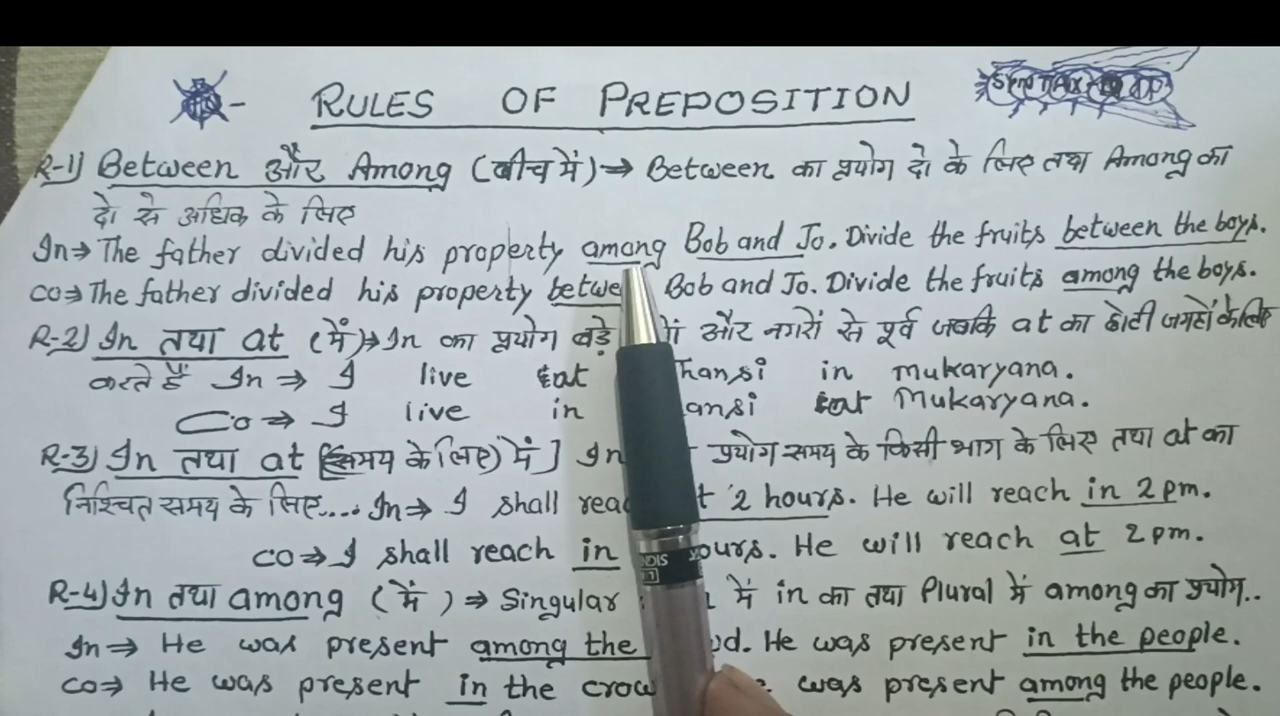 RULES OF PREPOSITION
R-1) Between और Among (बीच में) → Between का प्रयोग दो के लिए तथा Among का
दो से अधिक के लिए
In⇒ The father divided his property among Bob and Jo. Divide the fruits between the boys.
CO⇒ The father divided his property betwe Bob and Jo. Divide the fruits among the boys.
R-2) In तथा at (में)→ In का प्रयोग बड़े और नगरों से पूर्व जबकि at का छोटी जगहों के लिए
करते हैं In ⇒ I live at hansi in mukaryana.
Co ⇒ I live in ansi at Mukaryana.
R-3) In तथा at [(समय के लिए) में] In प्रयोग समय के किसी भाग के लिए तथा at का
निश्चित समय के लिए.... In⇒ I shall reac t 2 hours. He will reach in 2 pm.
CO⇒ I shall reach in ours. He will reach at 2 pm.
R-4) In तथा among (में) ⇒ Singular में in का तथा Plural में among का प्रयोग..
In ⇒ He was present among the d. He was present in the people.
CO⇒ He was present in the crow was present among the people.